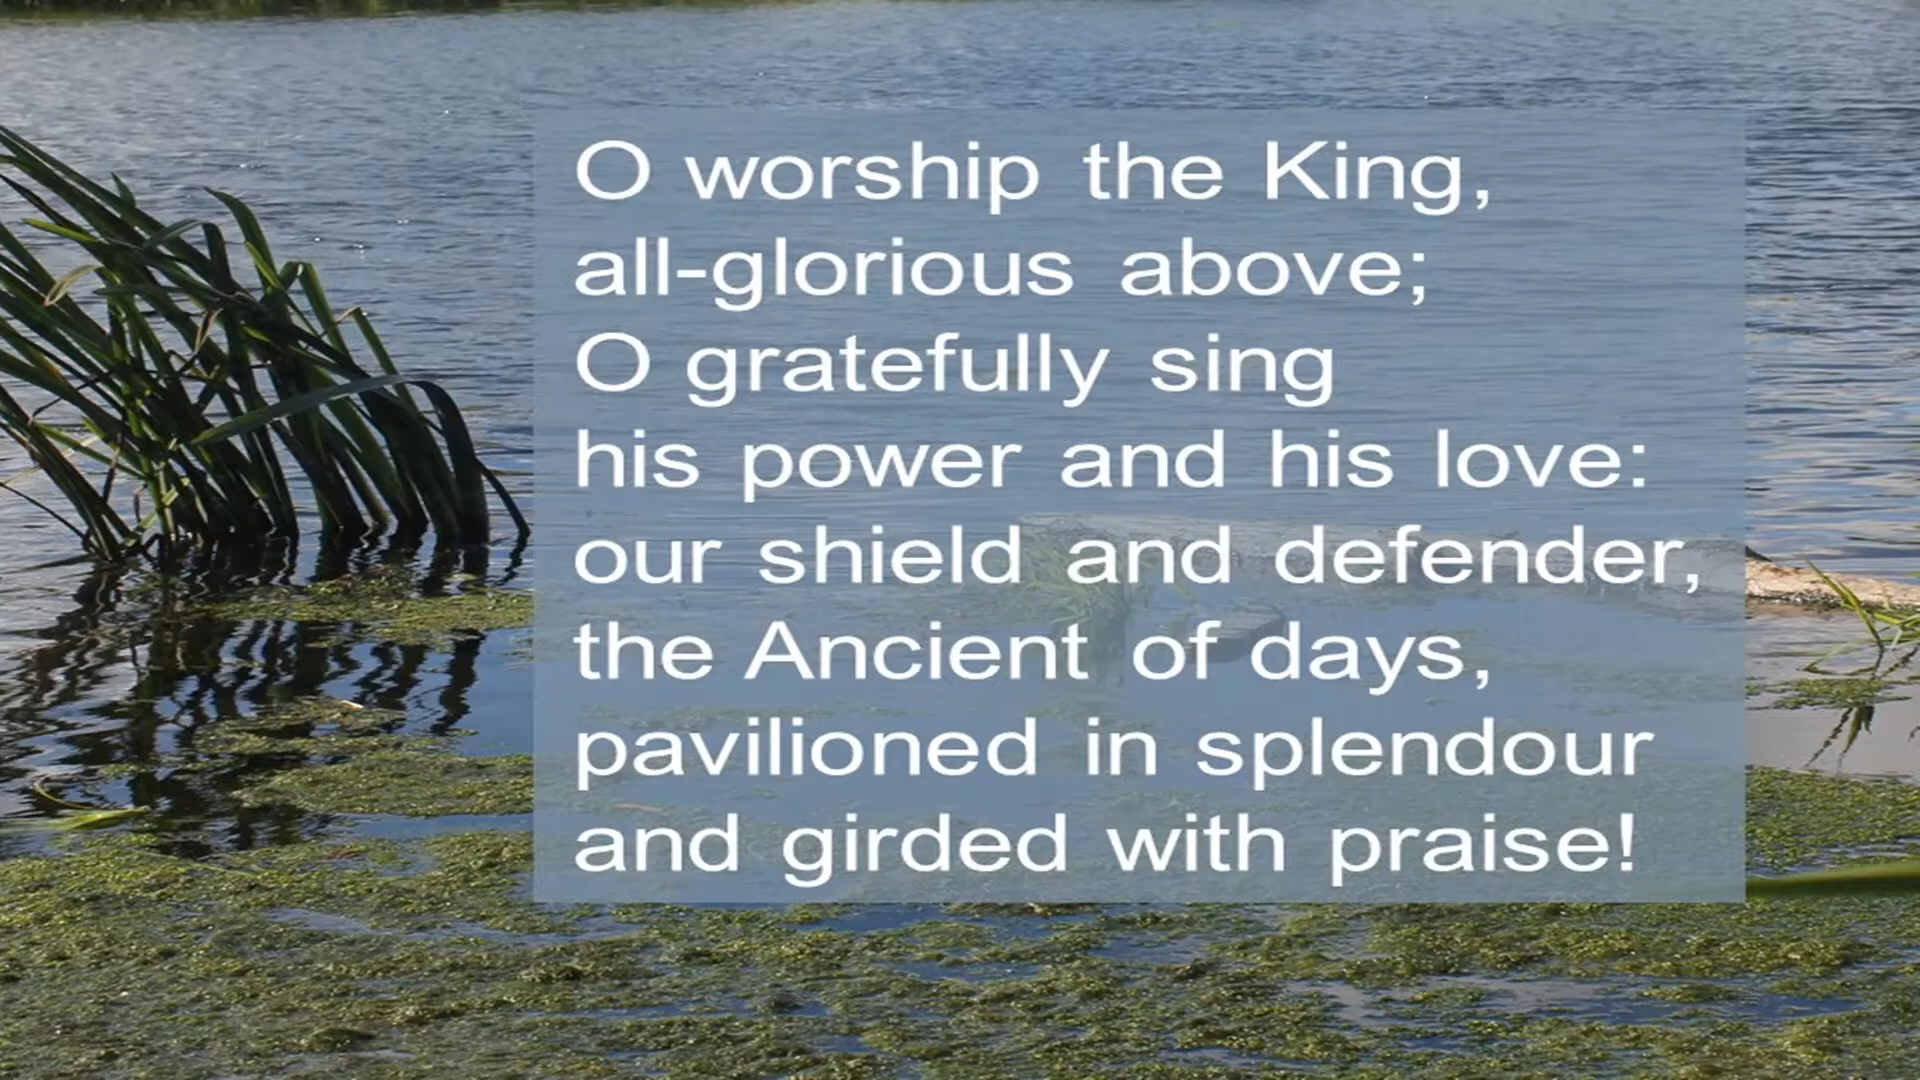 O worship the King,
all-glorious above;
O gratefully sing
his power and his love:
our shield and defender,
the Ancient of days,
pavilioned in splendour
and girded with praise!